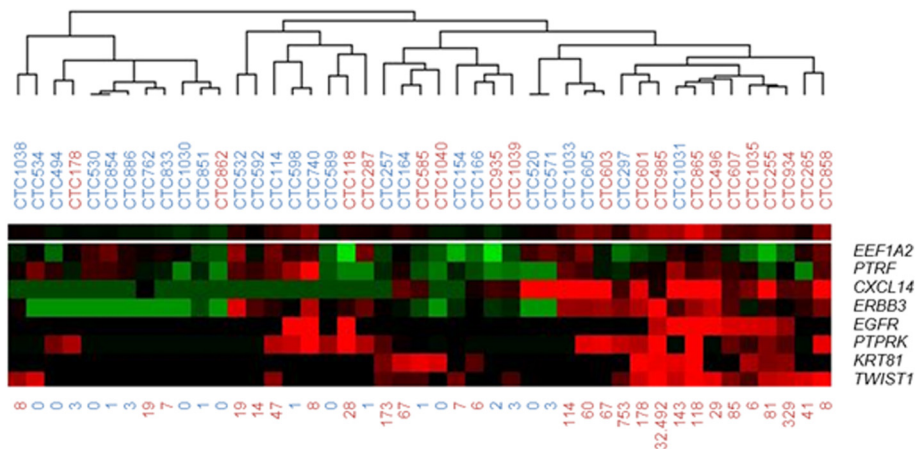 CTC1038 CTC534 CTC494 CTC178 CTC530 CTC854 CTC886 CTC762 CTC833 CTC1030 CTC851 CTC862 CTC532 CTC592 CTC114 CTC598 CTC740 CTC589 CTC118 CTC287 CTC257 CTC164 CTC585 CTC1040 CTC154 CTC166 CTC935 CTC1039 CTC520 CTC571 CTC1033 CTC605 CTC603 CTC297 CTC601 CTC985 CTC1031 CTC865 CTC496 CTC607 CTC1035 CTC255 CTC934 CTC265 CTC858
EEF1A2
PTRF
CXCL14
ERBB3
EGFR
PTPRK
KRT81
TWIST1
8 0 0 3 0 1 3 19 7 0 1 0 19 14 47 1 8 0 28 1 173 67 1 0 7 6 2 3 0 3 114 60 67 753 178 32.492 143 118 29 85 6 81 329 41 8